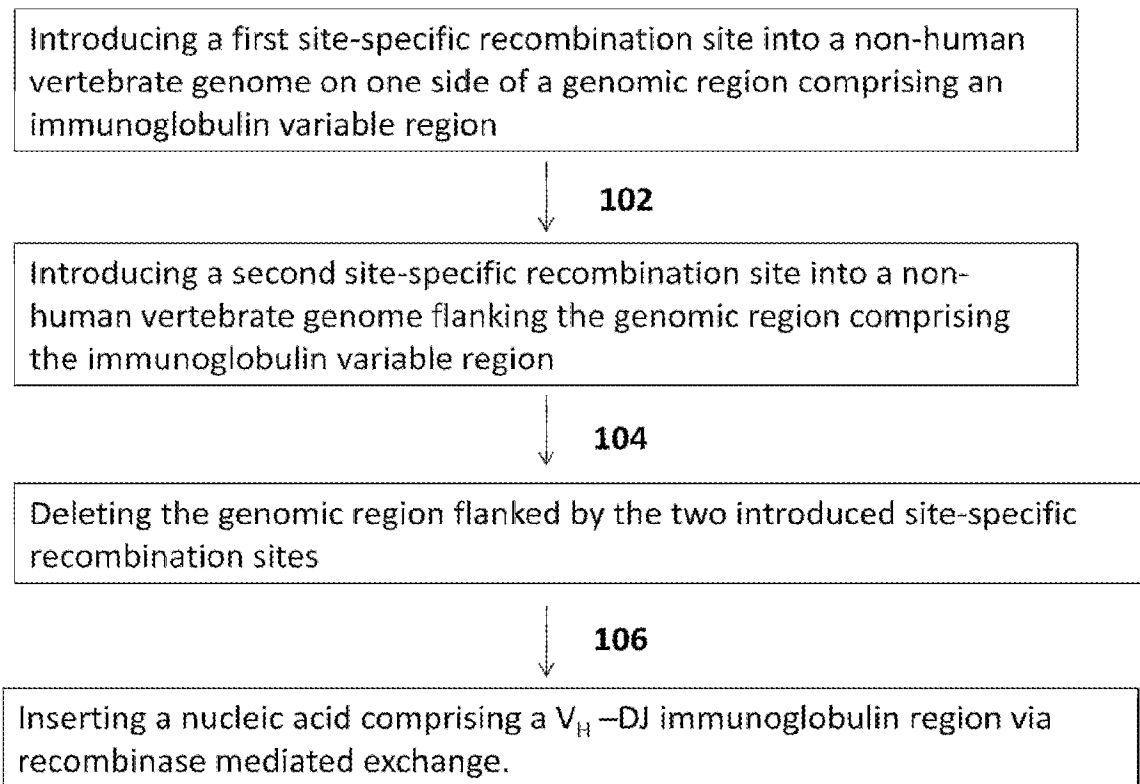 Introducing a first site-specific recombination site into a non-human
vertebrate genome on one side of a genomic region comprising an
immunoglobulin variable region
102
Introducing a second site-specific recombination site into a non-
human vertebrate genome flanking the genomic region comprising
the immunoglobulin variable region
104
Deleting the genomic region flanked by the two introduced site-specific
recombination sites
106
Inserting a nucleic acid comprising a V_H –DJ immunoglobulin region via
recombinase mediated exchange.